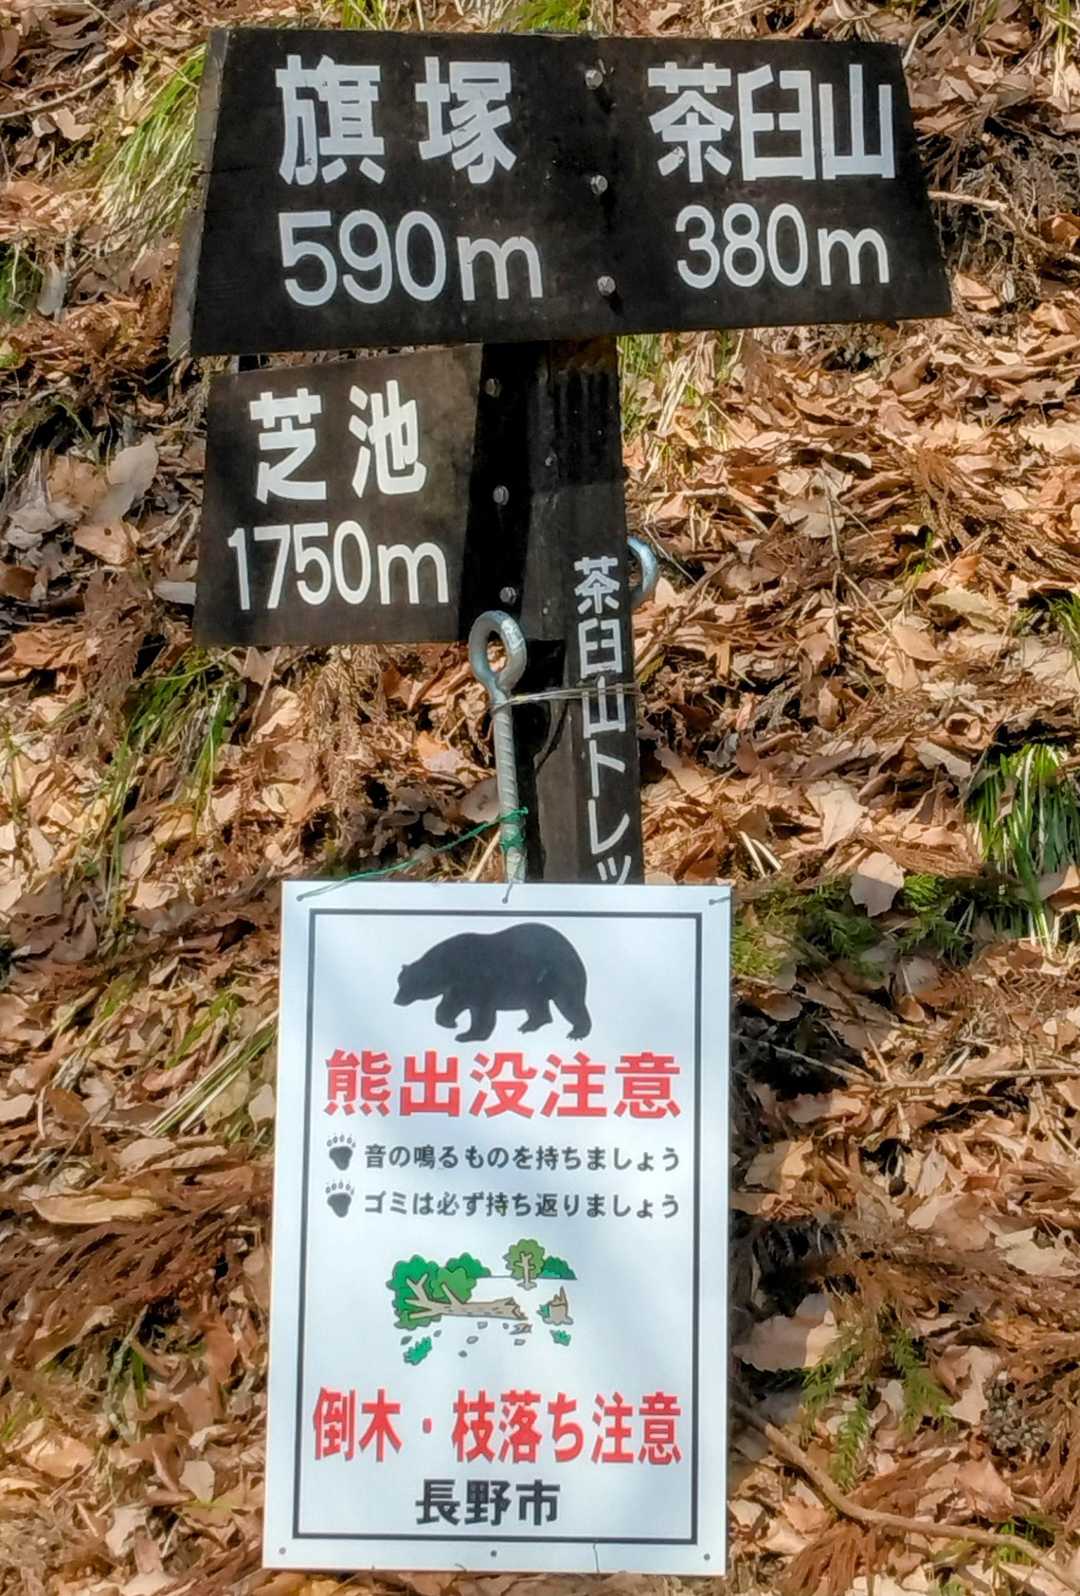 旗塚
590m
茶臼山
380m
芝池
1750m
茶臼山トレッ
熊出没注意
音の鳴るものを持ちましょう
ゴミは必ず持ち返りましょう
倒木・枝落ち注意
長野市